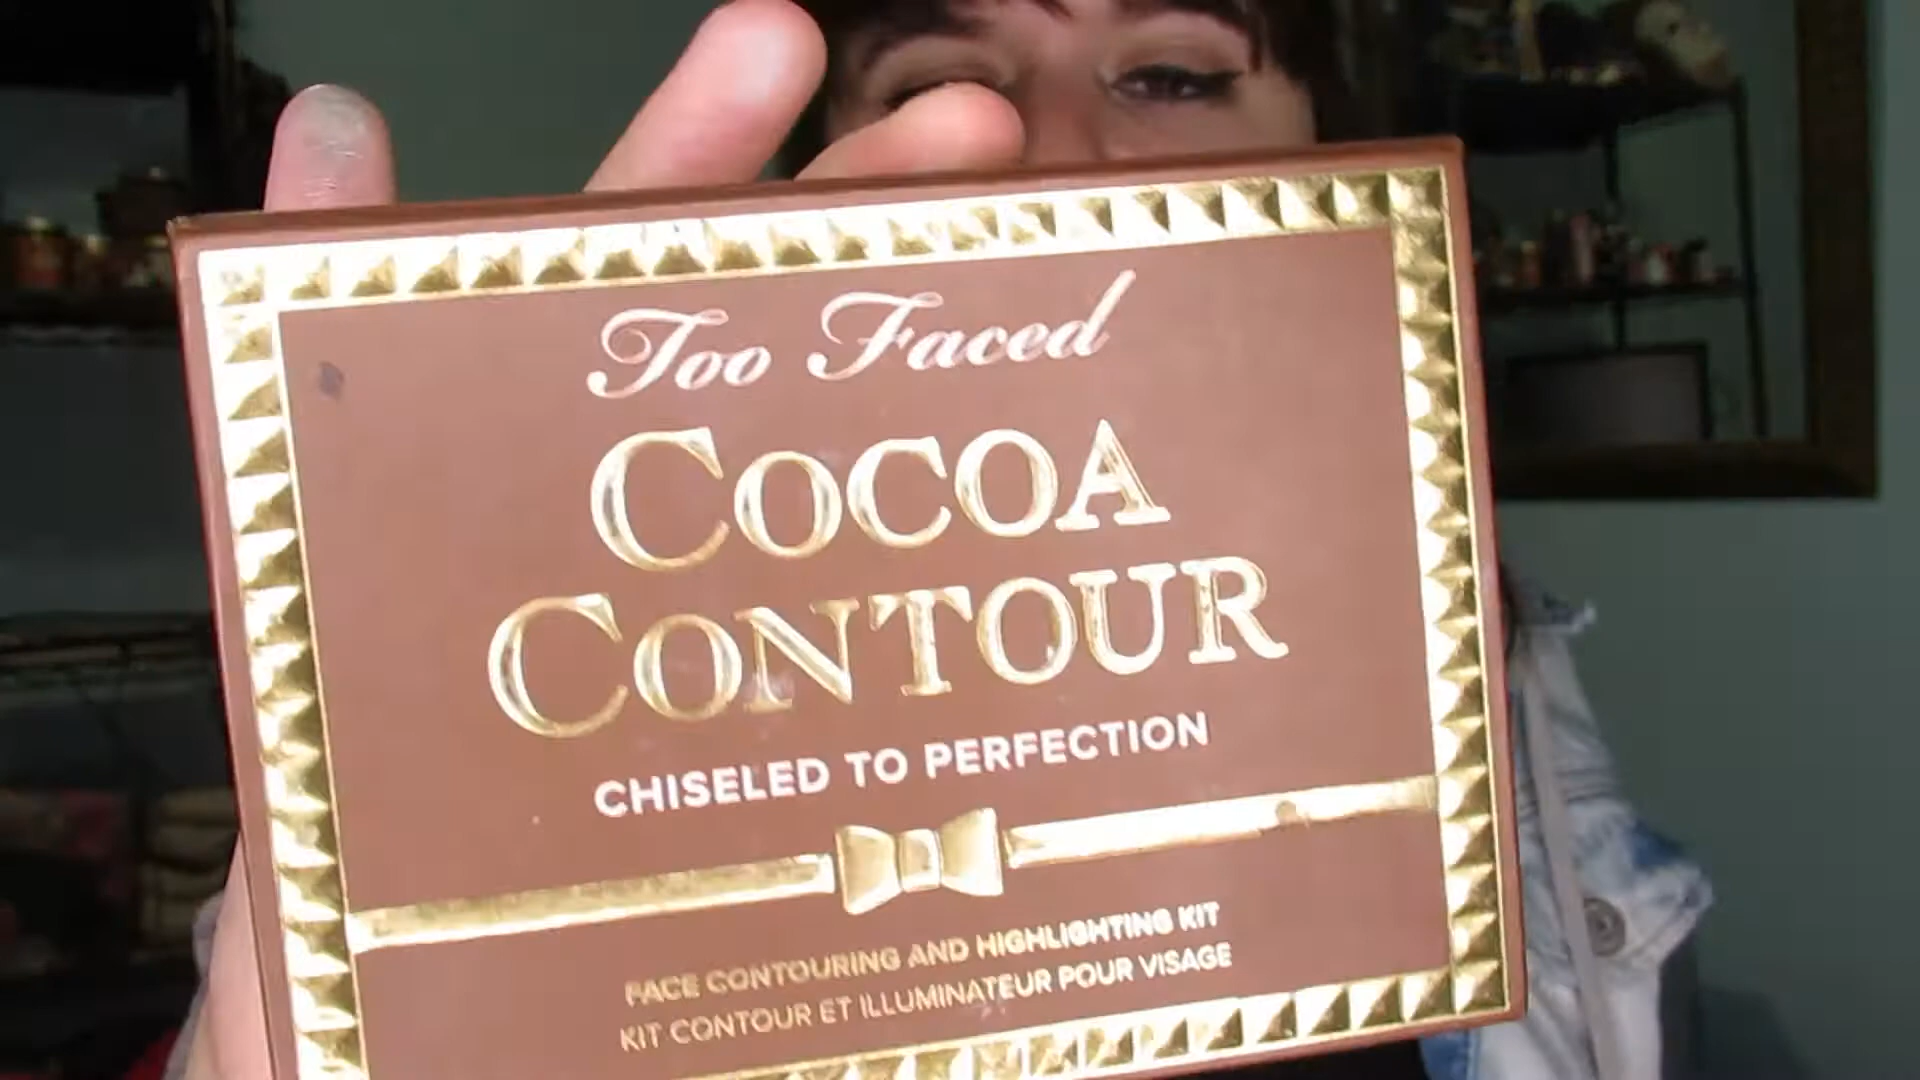 Too Faced
COCOA
CONTOUR
CHISELED TO PERFECTION
FACE CONTOURING AND HIGHLIGHTING KIT
KIT CONTOUR ET ILLUMINATEUR POUR VISAGE